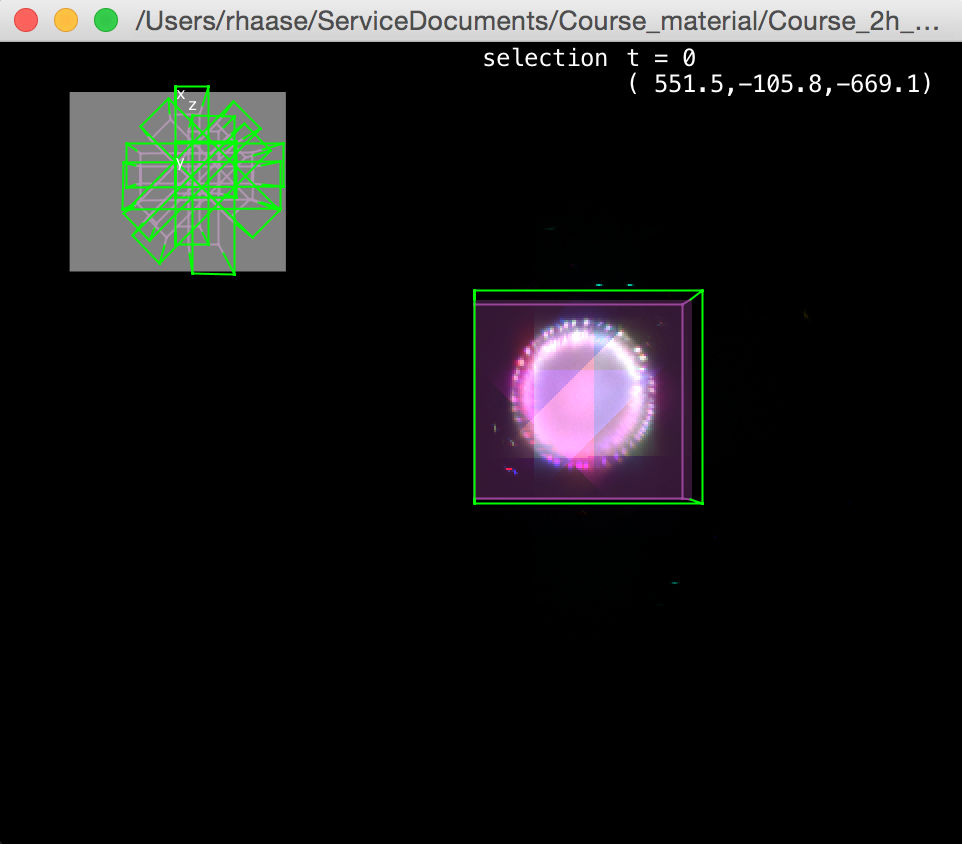 /Users/rhaase/ServiceDocuments/Course_material/Course_2h_...
selection t = 0
( 551.5,-105.8,-669.1)
x
z
y